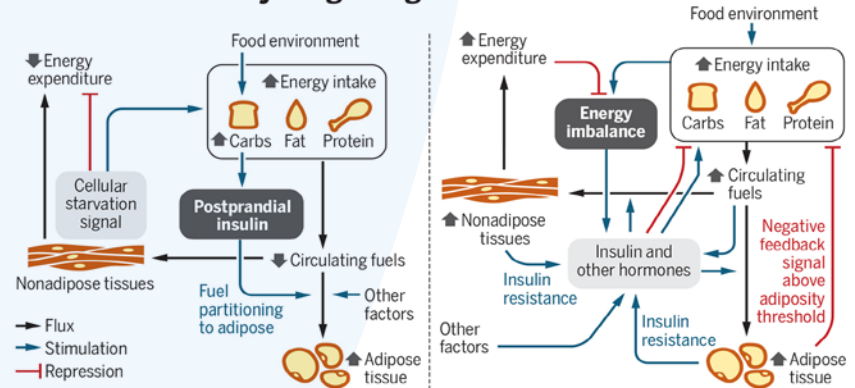 Food environment
Energy
expenditure
Energy intake
Carbs Fat Protein
Cellular
starvation
signal
Postprandial
insulin
Circulating fuels
Nonadipose tissues
Fuel
partitioning
to adipose
Other
factors
Flux
Stimulation
Repression
Adipose
tissue
Food environment
Energy
expenditure
Energy intake
Energy
imbalance
Carbs Fat Protein
Circulating
fuels
Nonadipose
tissues
Insulin and
other hormones
Negative
feedback
signal
above
adiposity
threshold
Insulin
resistance
Other
factors
Insulin
resistance
Adipose
tissue